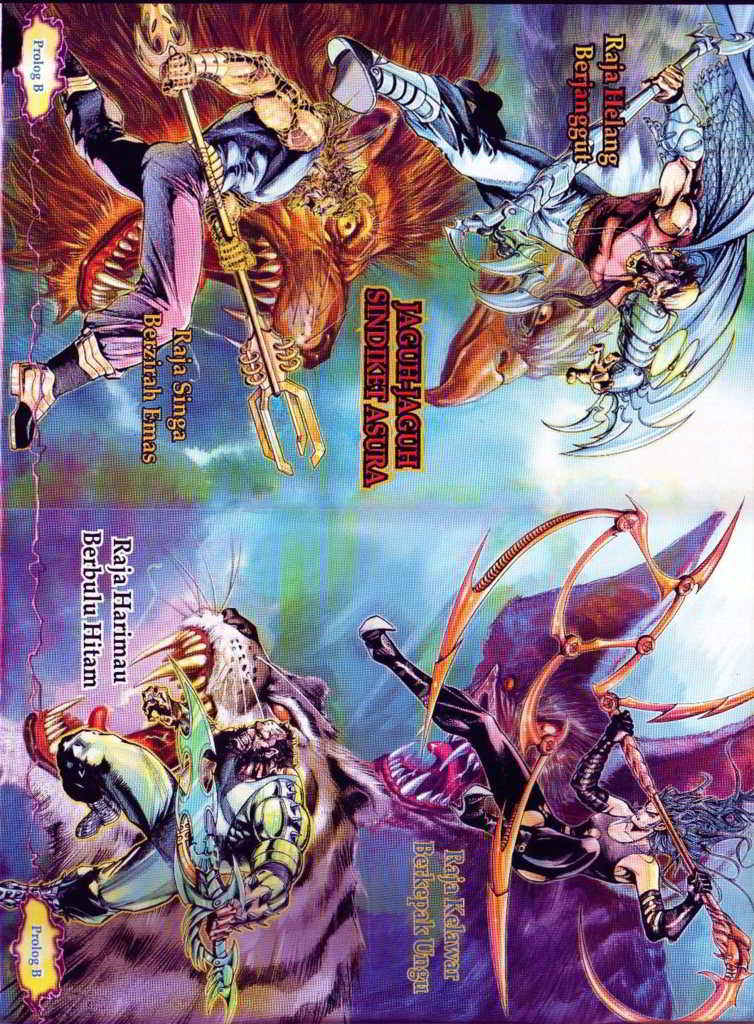 Raja Helang
Berjanggut
Raja Kelawar
Berkapak Ungu
JAGUH-JAGUH
SINDIKET ASURA
Raja Singa
Berzirah Emas
Raja Harimau
Berbulu Hitam
Prolog B
Prolog B